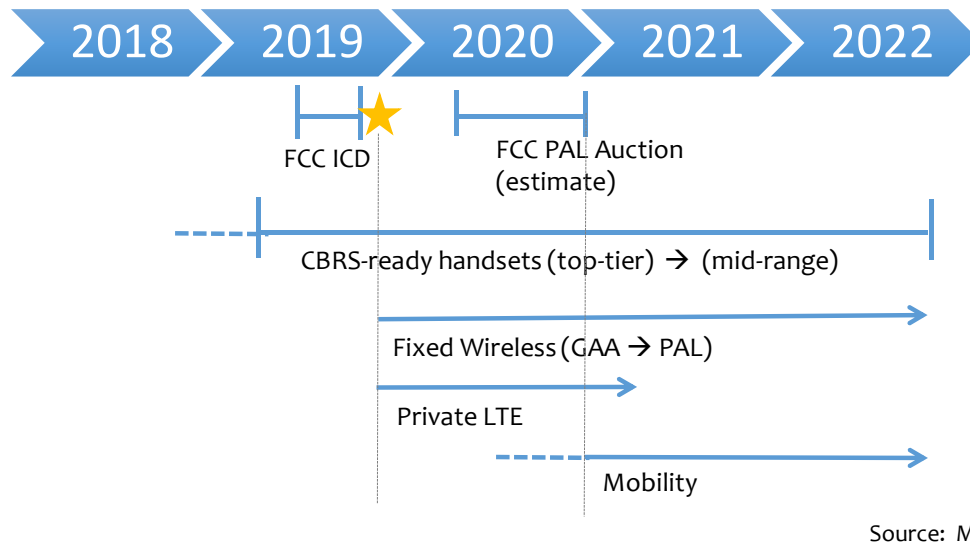 2018 2019 2020 2021 2022
FCC ICD
FCC PAL Auction
(estimate)
CBRS-ready handsets (top-tier) → (mid-range)
Fixed Wireless (GAA → PAL)
Private LTE
Mobility
Source: M